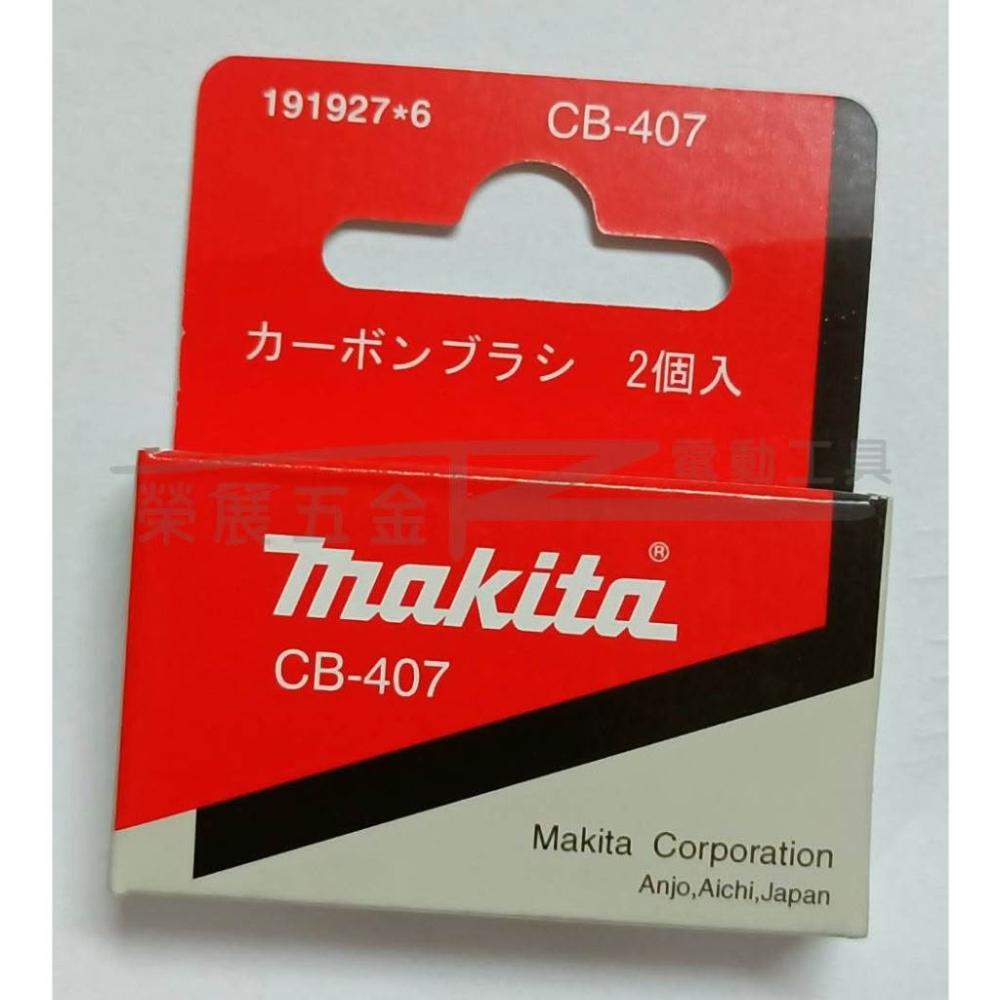 191927*6 CB-407
カーボンブラシ 2個入
電動工具
榮展五金
makita®
CB-407
Makita Corporation
Anjo,Aichi,Japan